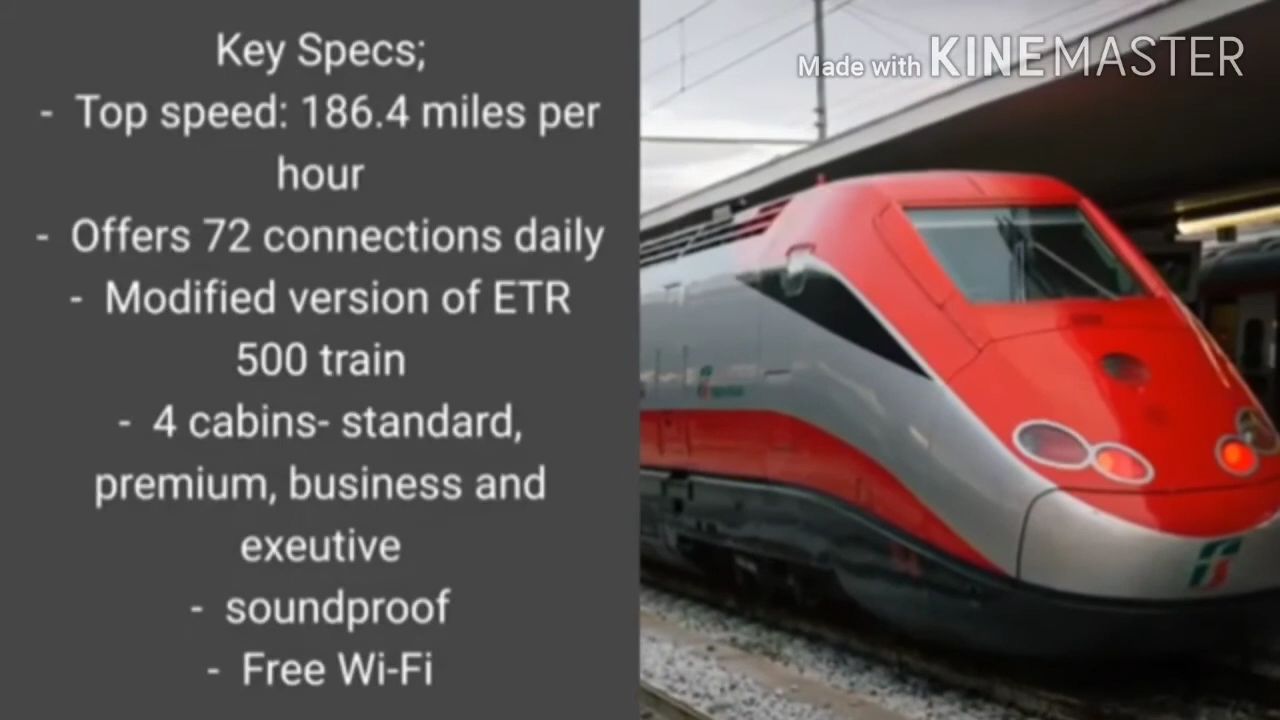 Key Specs;
- Top speed: 186.4 miles per
hour
- Offers 72 connections daily
- Modified version of ETR
500 train
- 4 cabins- standard,
premium, business and
exeutive
- soundproof
- Free Wi-Fi
Made with KINEMASTER